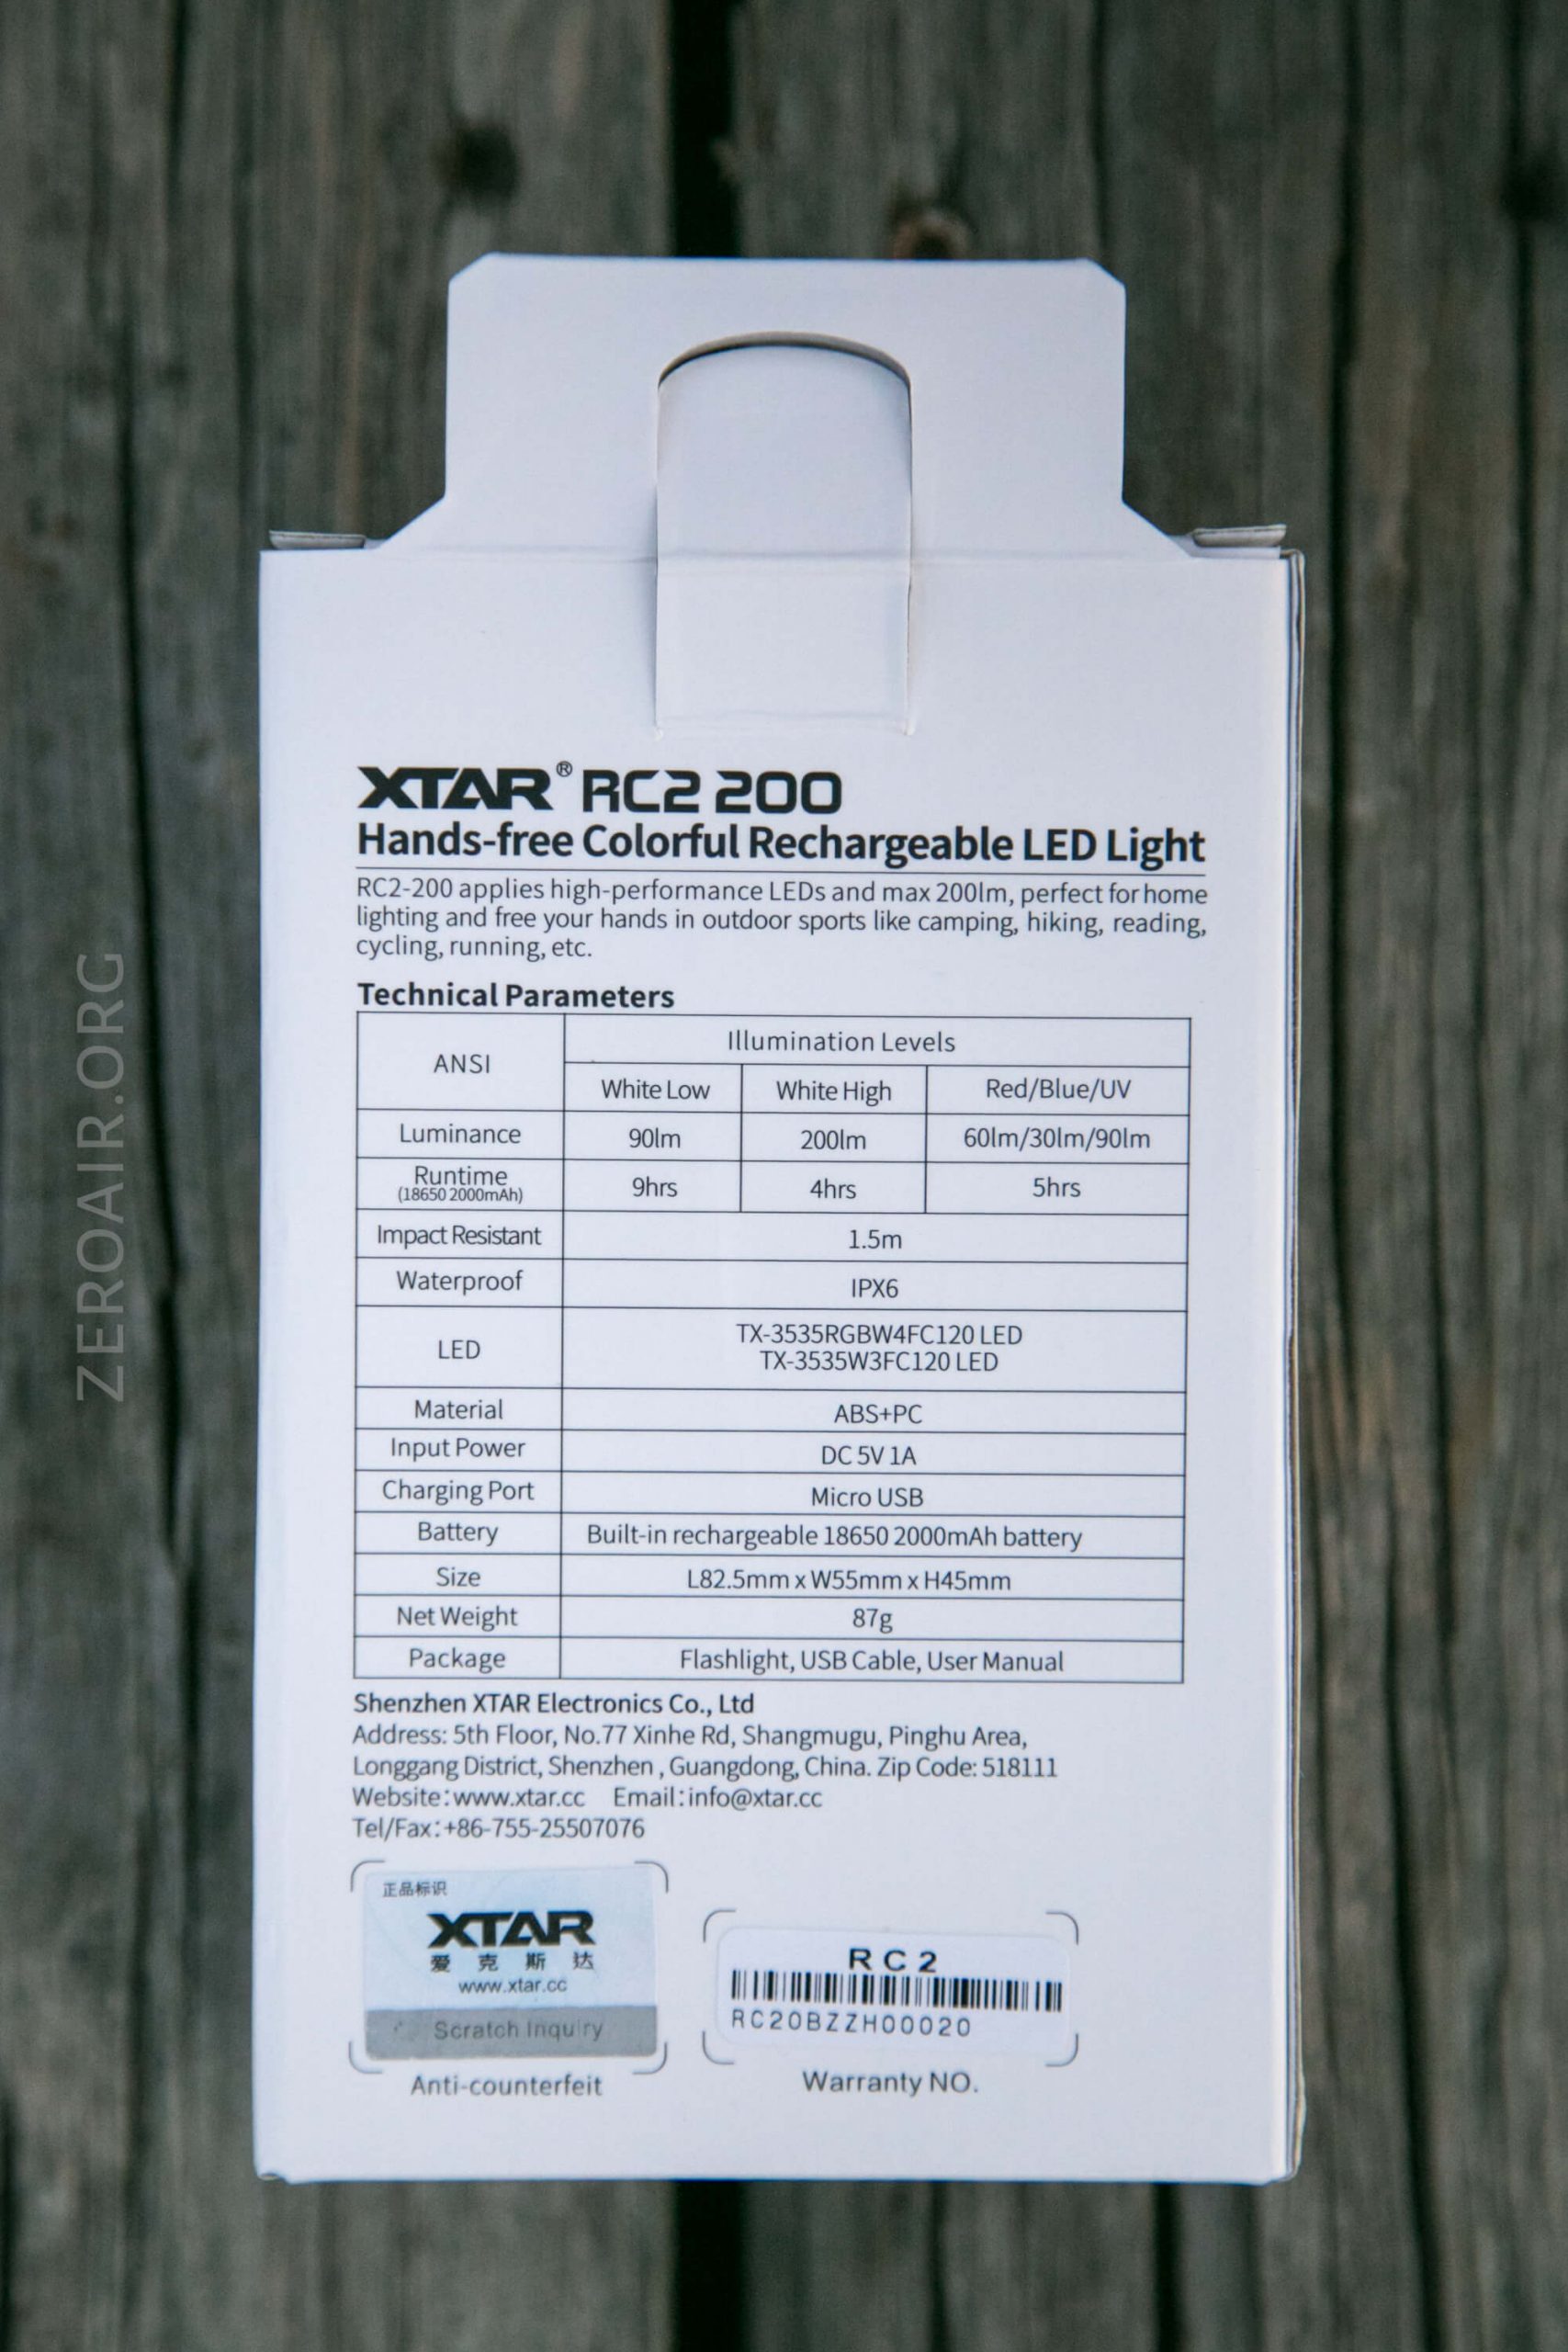 XTAR® RC2 200
Hands-free Colorful Rechargeable LED Light
RC2-200 applies high-performance LEDs and max 200lm, perfect for home
lighting and free your hands in outdoor sports like camping, hiking, reading,
cycling, running, etc.
Technical Parameters
ANSI
Illumination Levels
White Low White High Red/Blue/UV
Luminance 90lm 200lm 60lm/30lm/90lm
Runtime
(18650 2000mAh)
9hrs 4hrs 5hrs
Impact Resistant 1.5m
Waterproof IPX6
LED
TX-3535RGBW4FC120 LED
TX-3535W3FC120 LED
Material ABS+PC
Input Power DC 5V 1A
Charging Port Micro USB
Battery Built-in rechargeable 18650 2000mAh battery
Size L82.5mm x W55mm x H45mm
Net Weight 87g
Package Flashlight, USB Cable, User Manual
Shenzhen XTAR Electronics Co., Ltd
Address: 5th Floor, No.77 Xinhe Rd, Shangmugu, Pinghu Area,
Longgang District, Shenzhen , Guangdong, China. Zip Code: 518111
Website:www.xtar.cc Email:info@xtar.cc
Tel/Fax:+86-755-25507076
正品标识
XTAR
爱克斯达
www.xtar.cc
Scratch Inquiry
Anti-counterfeit
RC2
RC20BZZH00020
Warranty NO.
ZEROAIR.ORG